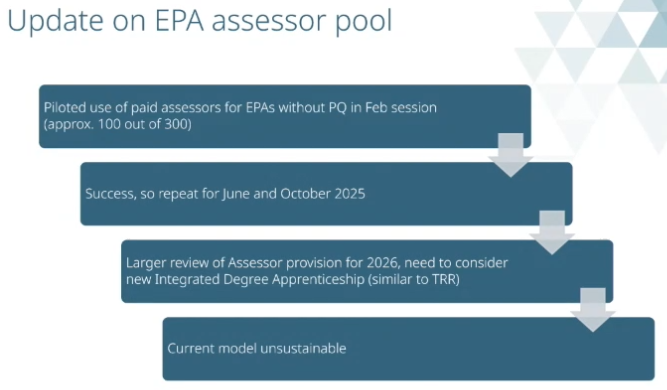 Update on EPA assessor pool
Piloted use of paid assessors for EPAs without PQ in Feb session
(approx. 100 out of 300)
Success, so repeat for June and October 2025
Larger review of Assessor provision for 2026, need to consider
new Integrated Degree Apprenticeship (similar to TRR)
Current model unsustainable